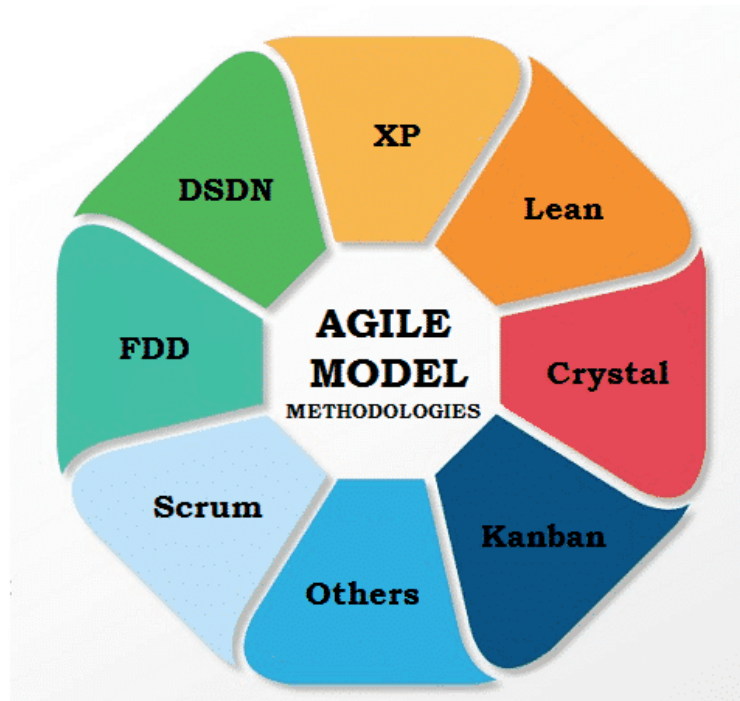 XP
Lean
Crystal
Kanban
Others
Scrum
FDD
DSDN
AGILE
MODEL
METHODOLOGIES